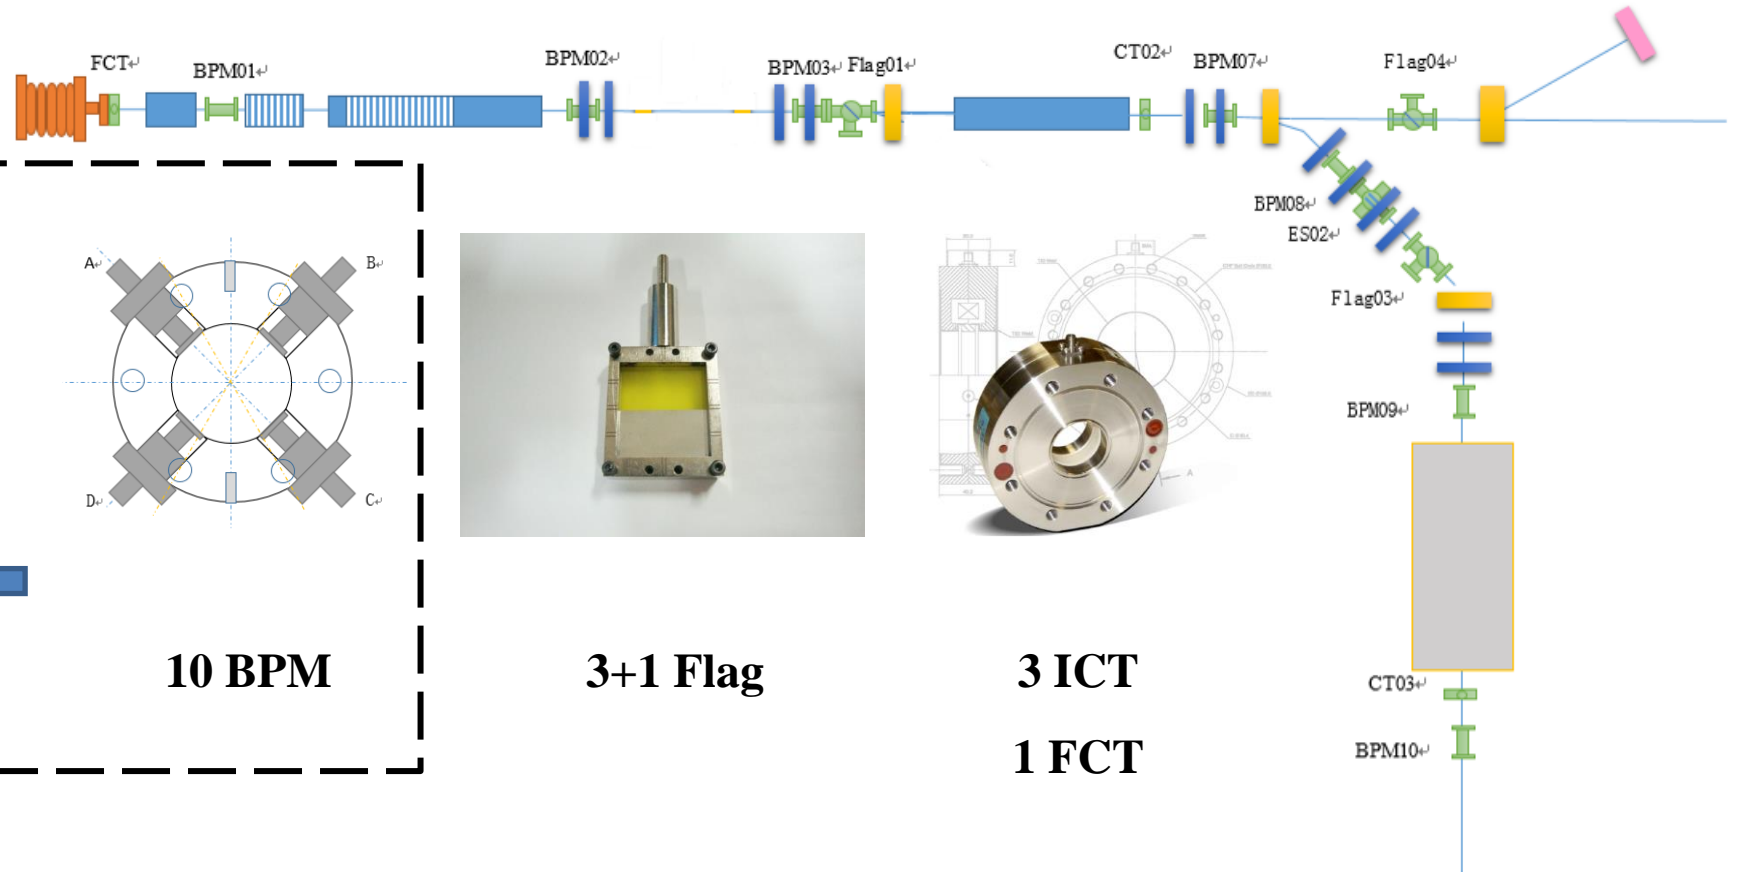 FCT
BPM01
BPM02
BPM03 Flag01
CT02
BPM07
Flag04
BPM08
ES02
Flag03
BPM09
CT03
BPM10
A
B
D
C
10 BPM
3+1 Flag
3 ICT
1 FCT